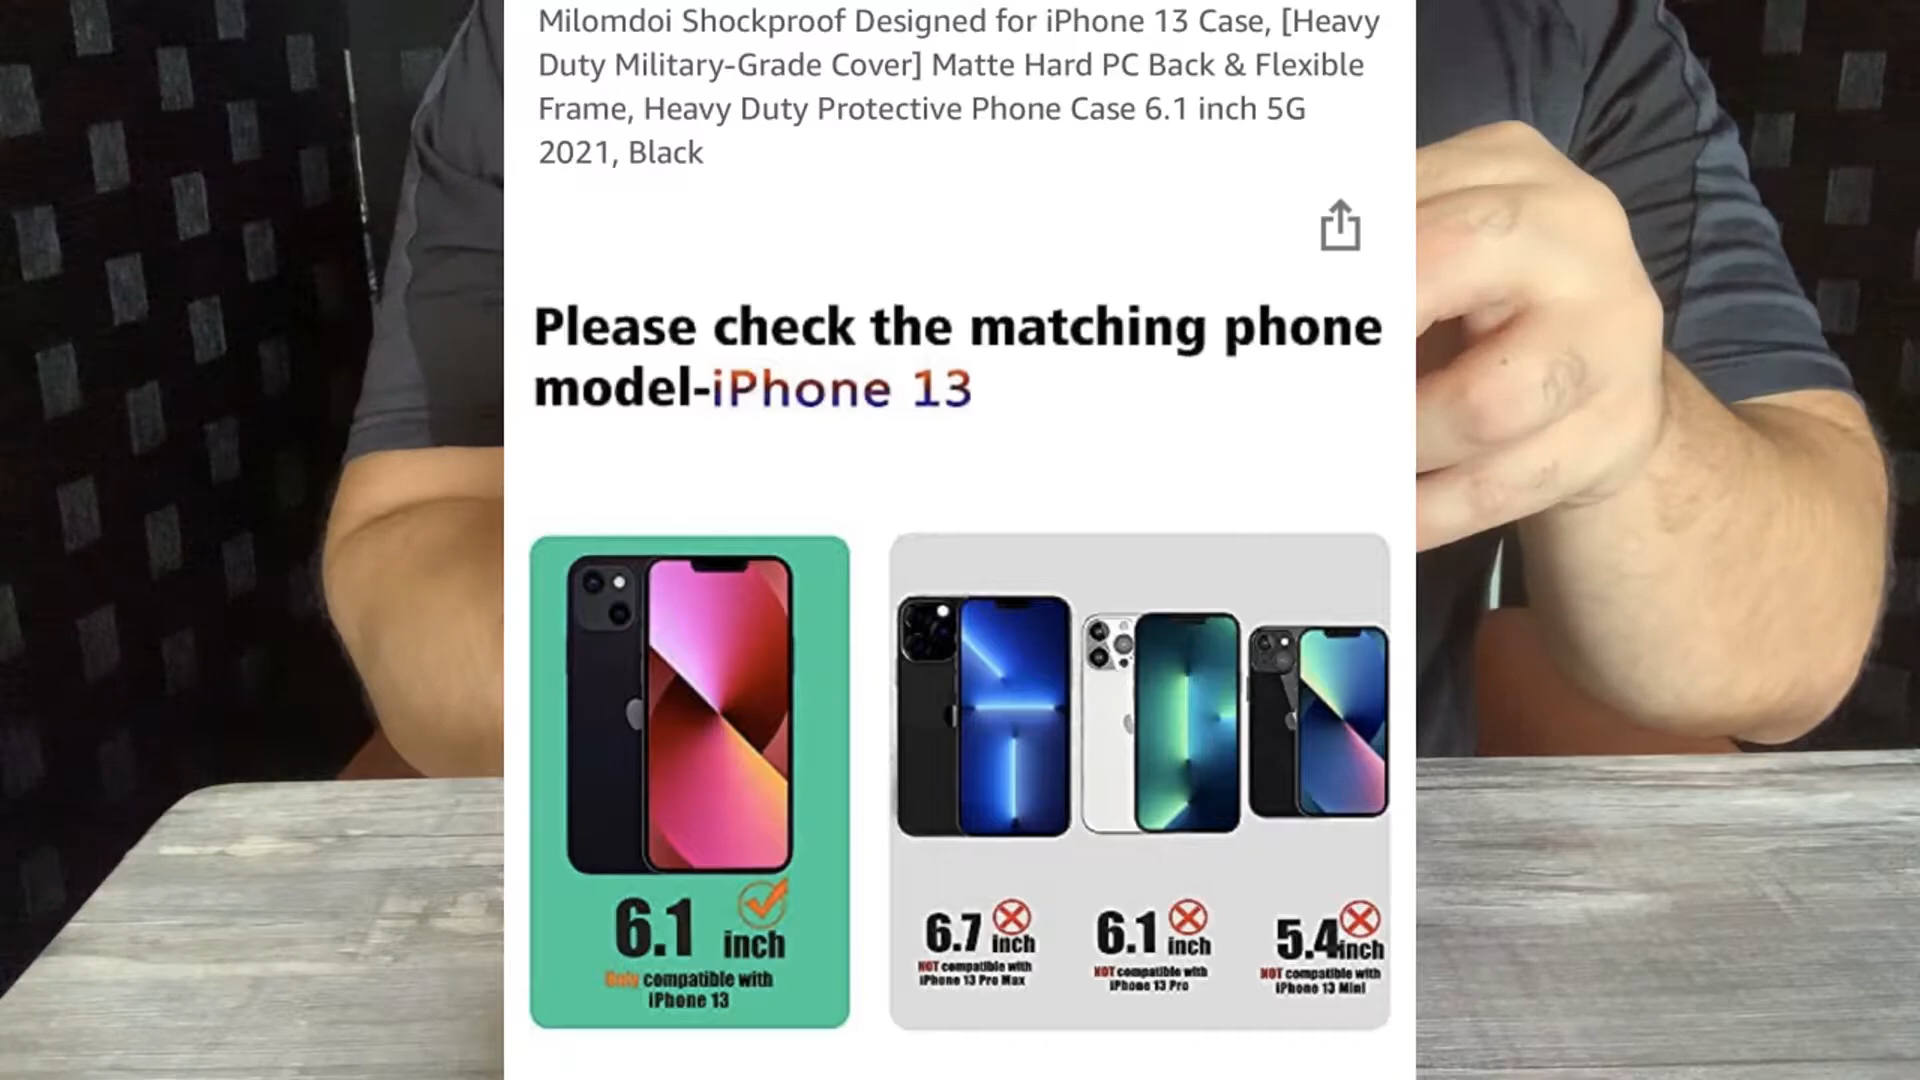 Milomdoi Shockproof Designed for iPhone 13 Case, [Heavy
Duty Military-Grade Cover] Matte Hard PC Back & Flexible
Frame, Heavy Duty Protective Phone Case 6.1 inch 5G
2021, Black
Please check the matching phone
model-iPhone 13
6.1 inch
Only compatible with
iPhone 13
6.7 inch
NOT compatible with
iPhone 13 Pro Max
6.1 inch
NOT compatible with
iPhone 13 Pro
5.4 inch
NOT compatible with
iPhone 13 Mini